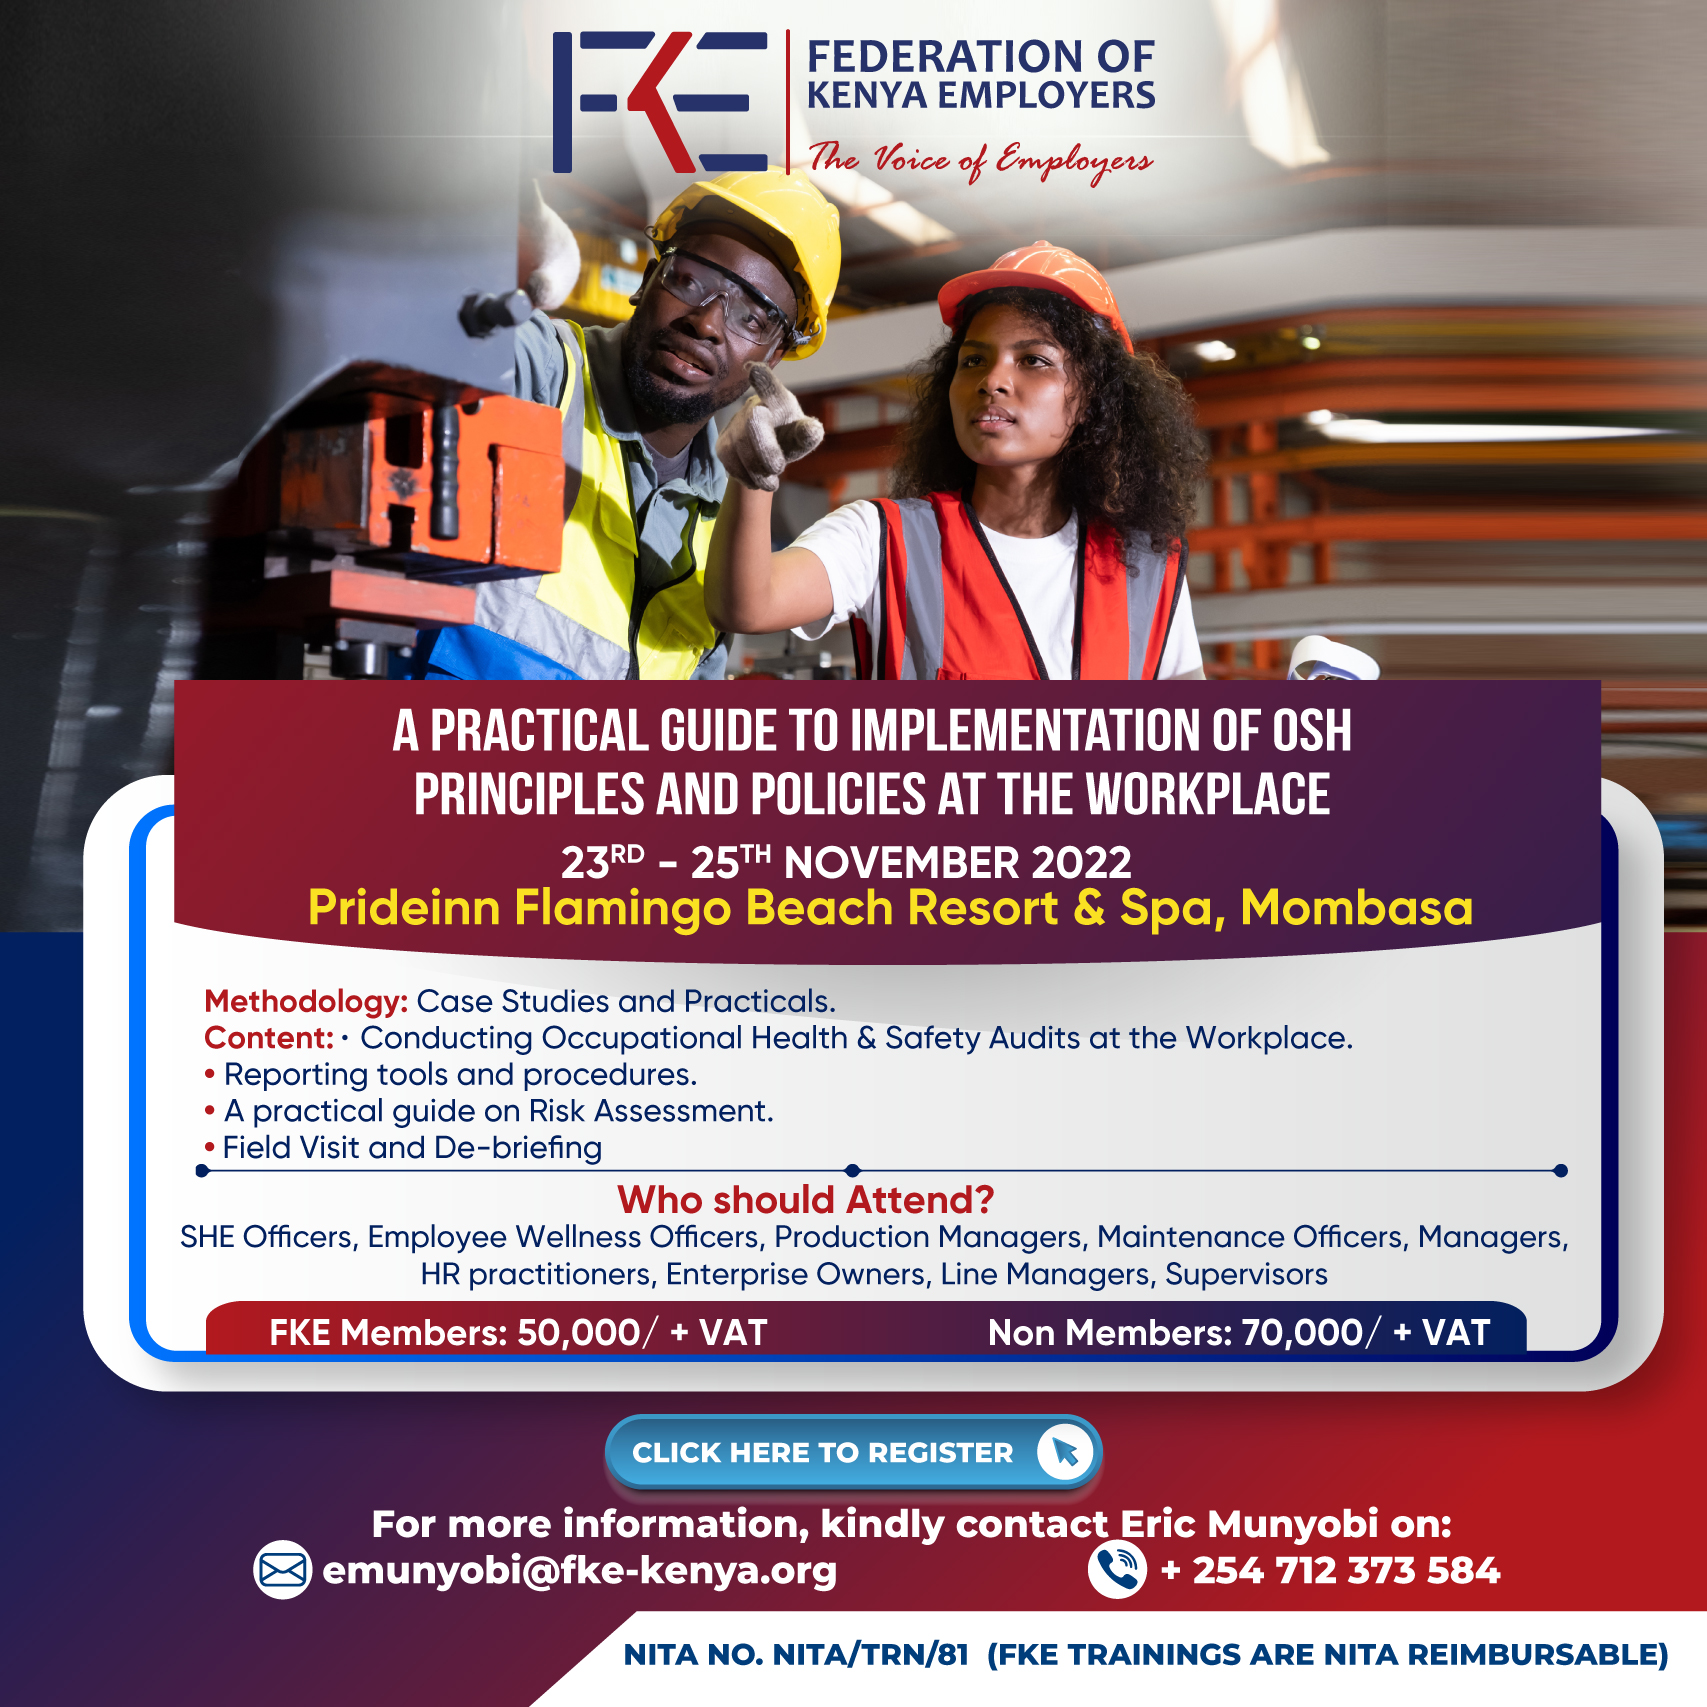 FKE
FEDERATION OF
KENYA EMPLOYERS
The Voice of Employers
A PRACTICAL GUIDE TO IMPLEMENTATION OF OSH
PRINCIPLES AND POLICIES AT THE WORKPLACE
23RD - 25TH NOVEMBER 2022
Prideinn Flamingo Beach Resort & Spa, Mombasa
Methodology: Case Studies and Practicals.
Content: · Conducting Occupational Health & Safety Audits at the Workplace.
• Reporting tools and procedures.
• A practical guide on Risk Assessment.
• Field Visit and De-briefing
Who should Attend?
SHE Officers, Employee Wellness Officers, Production Managers, Maintenance Officers, Managers,
HR practitioners, Enterprise Owners, Line Managers, Supervisors
FKE Members: 50,000/ + VAT Non Members: 70,000/ + VAT
CLICK HERE TO REGISTER
For more information, kindly contact Eric Munyobi on:
emunyobi@fke-kenya.org + 254 712 373 584
NITA NO. NITA/TRN/81 (FKE TRAININGS ARE NITA REIMBURSABLE)